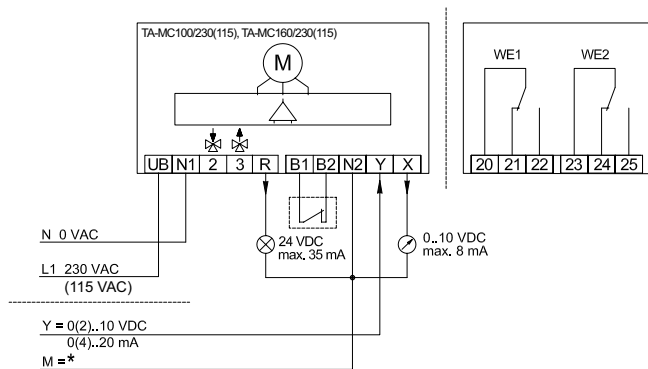 TA-MC100/230(115), TA-MC160/230(115)
M
UB N1 2 3 R B1 B2 N2 Y X
WE1 WE2
20 21 22 23 24 25
N 0 VAC
24 VDC
max. 35 mA
0..10 VDC
max. 8 mA
L1 230 VAC
(115 VAC)
Y = 0(2)..10 VDC
0(4)..20 mA
M = *